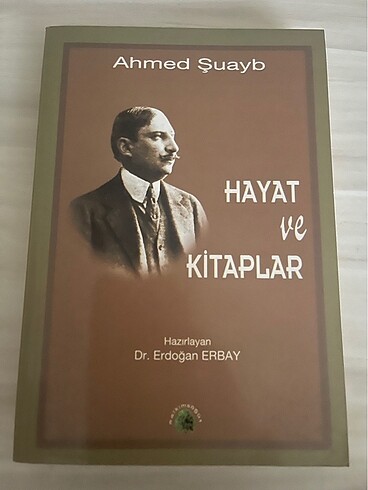 Ahmed Şuayb
HAYAT
ve
KİTAPLAR
Hazırlayan
Dr. Erdoğan ERBAY